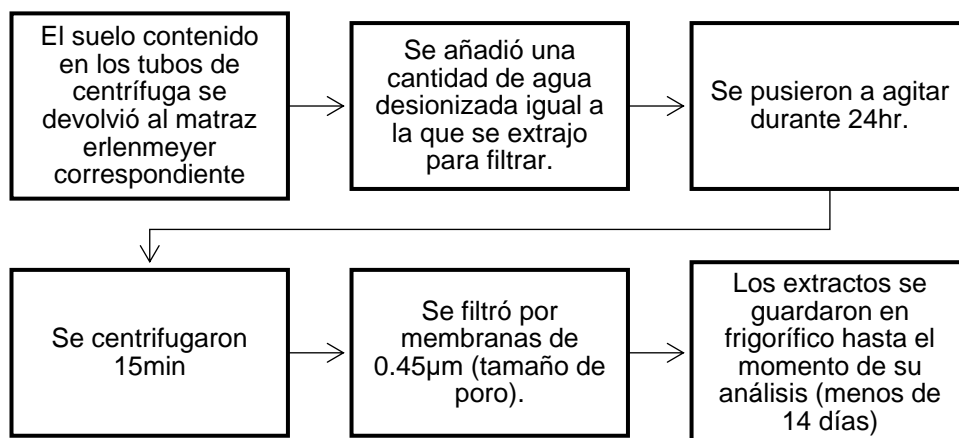 El suelo contenido
en los tubos de
centrífuga se
devolvió al matraz
erlenmeyer
correspondiente
Se añadió una
cantidad de agua
desionizada igual a
la que se extrajo
para filtrar.
Se pusieron a agitar
durante 24hr.
Se centrifugaron
15min
Se filtró por
membranas de
0.45µm (tamaño de
poro).
Los extractos se
guardaron en
frigorífico hasta el
momento de su
análisis (menos de
14 días)